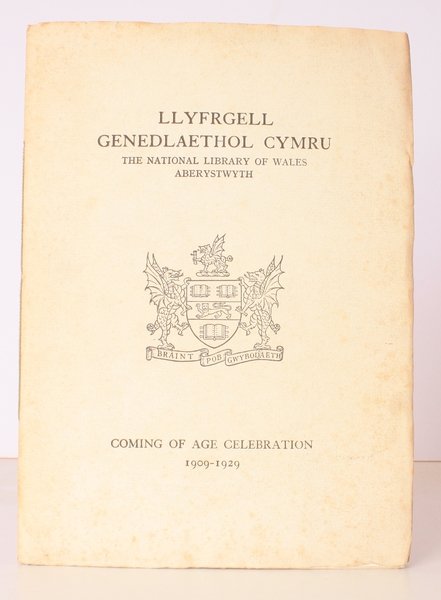 LLYFRGELL
GENEDLAETHOL CYMRU
THE NATIONAL LIBRARY OF WALES
ABERYSTWYTH
BRAINT POB GWYBODAETH
COMING OF AGE CELEBRATION
1909-1929